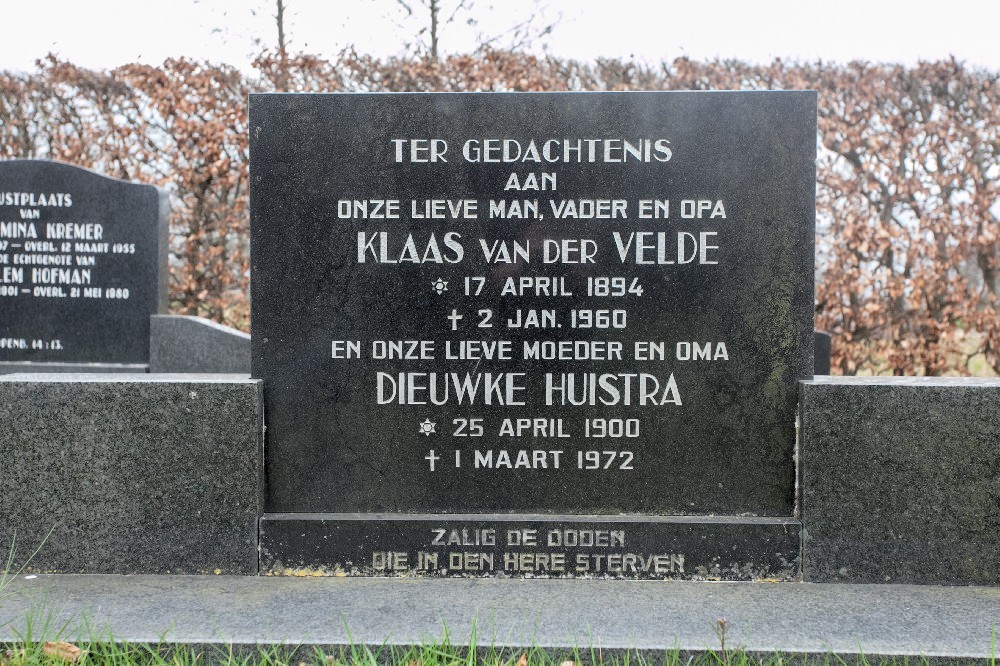 TER GEDACHTENIS
AAN
ONZE LIEVE MAN, VADER EN OPA
KLAAS VAN DER VELDE
✡ 17 APRIL 1894
† 2 JAN. 1960
EN ONZE LIEVE MOEDER EN OMA
DIEUWKE HUISTRA
✡ 25 APRIL 1900
† 1 MAART 1972
ZALIG DE DODEN
DIE IN DEN HERE STERVEN
USTPLAATS
VAN
MINA KREMER
7 — OVERL. 12 MAART 1955
DE ECHTGENOTE VAN
LEM HOFMAN
1801 — OVERL. 21 MEI 1980
OPENB. 14:13.